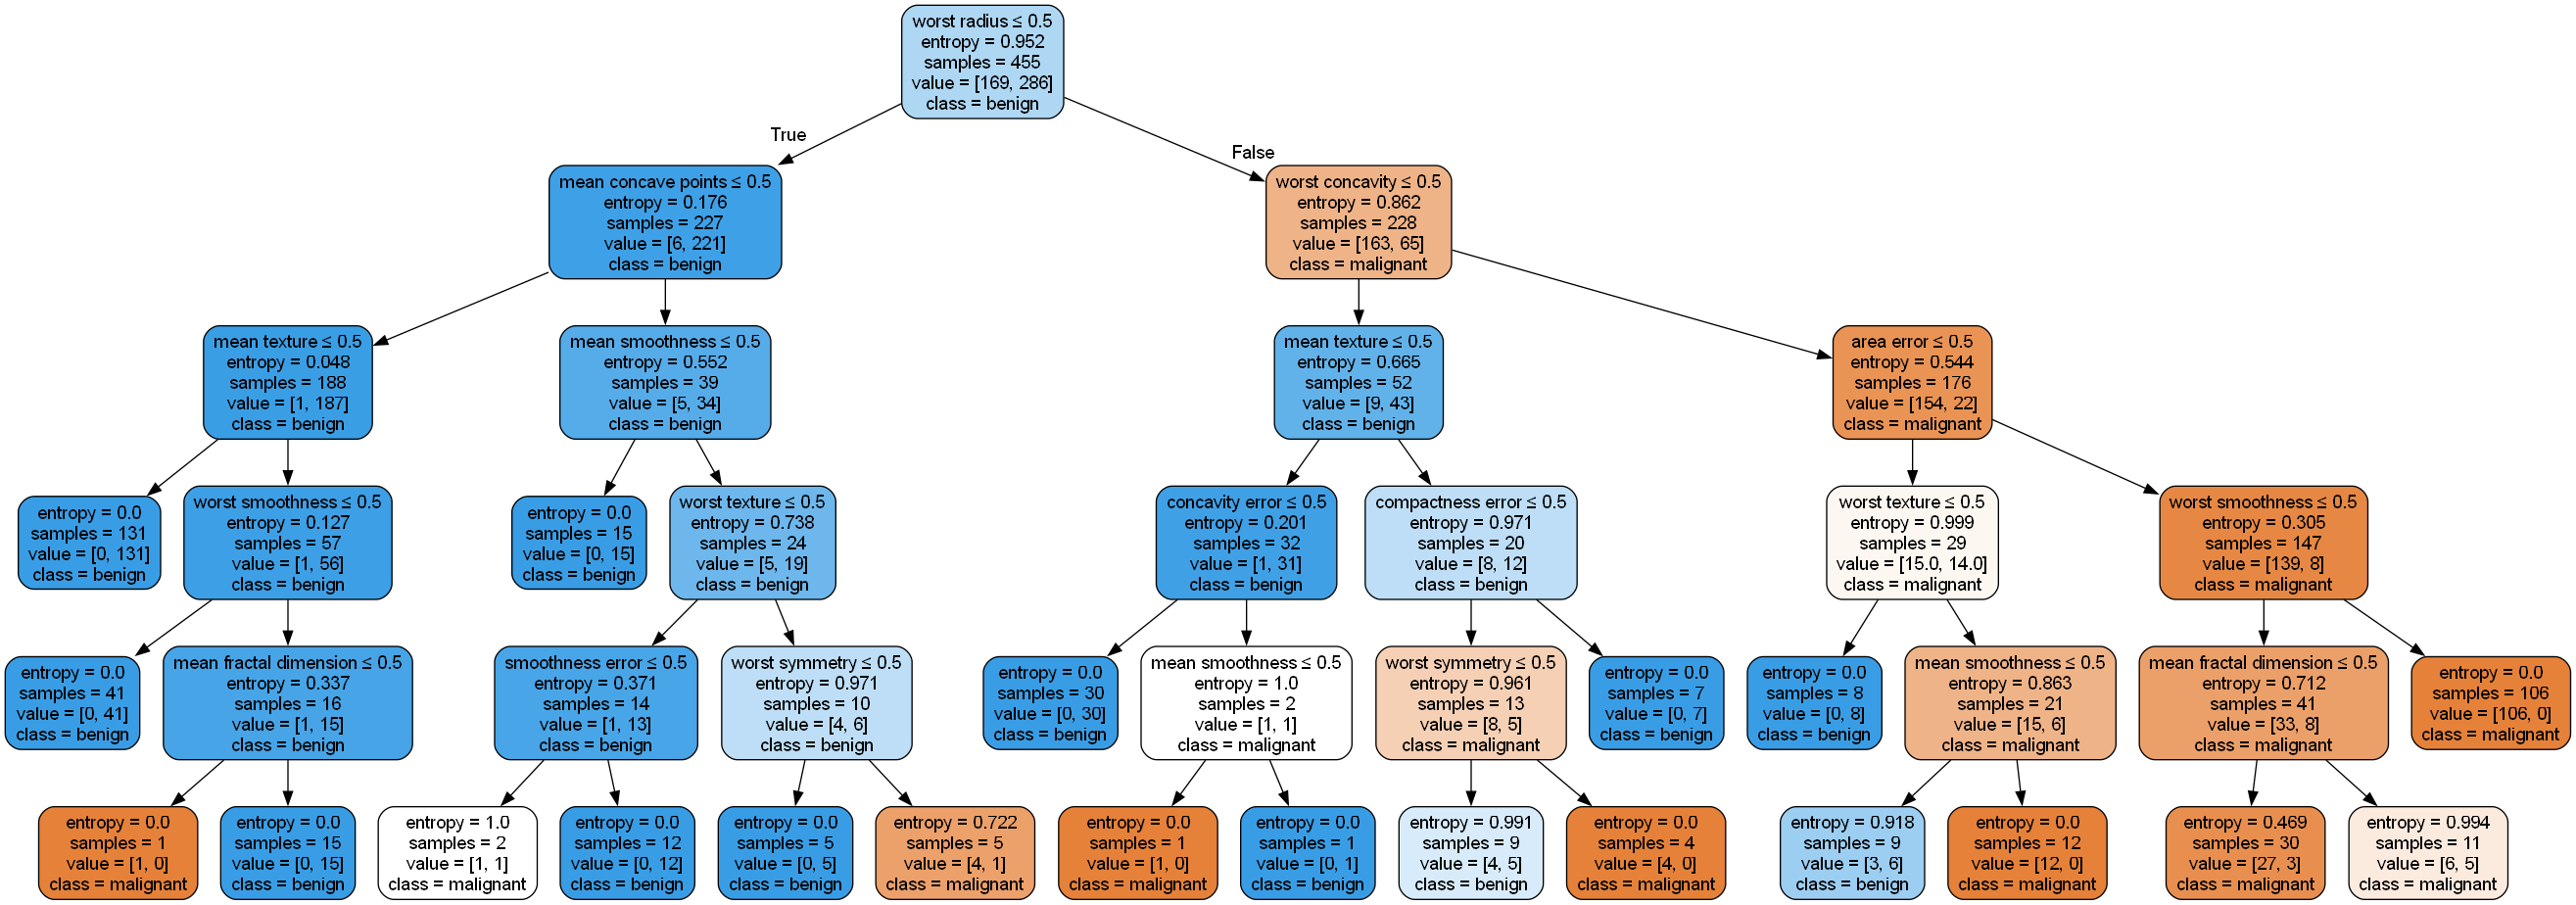 worst radius ≤ 0.5
entropy = 0.952
samples = 455
value = [169, 286]
class = benign
True
False
mean concave points ≤ 0.5
entropy = 0.176
samples = 227
value = [6, 221]
class = benign
worst concavity ≤ 0.5
entropy = 0.862
samples = 228
value = [163, 65]
class = malignant
mean texture ≤ 0.5
entropy = 0.048
samples = 188
value = [1, 187]
class = benign
mean smoothness ≤ 0.5
entropy = 0.552
samples = 39
value = [5, 34]
class = benign
mean texture ≤ 0.5
entropy = 0.665
samples = 52
value = [9, 43]
class = benign
area error ≤ 0.5
entropy = 0.544
samples = 176
value = [154, 22]
class = malignant
entropy = 0.0
samples = 131
value = [0, 131]
class = benign
worst smoothness ≤ 0.5
entropy = 0.127
samples = 57
value = [1, 56]
class = benign
entropy = 0.0
samples = 15
value = [0, 15]
class = benign
worst texture ≤ 0.5
entropy = 0.738
samples = 24
value = [5, 19]
class = benign
concavity error ≤ 0.5
entropy = 0.201
samples = 32
value = [1, 31]
class = benign
compactness error ≤ 0.5
entropy = 0.971
samples = 20
value = [8, 12]
class = benign
worst texture ≤ 0.5
entropy = 0.999
samples = 29
value = [15.0, 14.0]
class = malignant
worst smoothness ≤ 0.5
entropy = 0.305
samples = 147
value = [139, 8]
class = malignant
entropy = 0.0
samples = 41
value = [0, 41]
class = benign
mean fractal dimension ≤ 0.5
entropy = 0.337
samples = 16
value = [1, 15]
class = benign
smoothness error ≤ 0.5
entropy = 0.371
samples = 14
value = [1, 13]
class = benign
worst symmetry ≤ 0.5
entropy = 0.971
samples = 10
value = [4, 6]
class = benign
entropy = 0.0
samples = 30
value = [0, 30]
class = benign
mean smoothness ≤ 0.5
entropy = 1.0
samples = 2
value = [1, 1]
class = malignant
worst symmetry ≤ 0.5
entropy = 0.961
samples = 13
value = [8, 5]
class = malignant
entropy = 0.0
samples = 7
value = [0, 7]
class = benign
entropy = 0.0
samples = 8
value = [0, 8]
class = benign
mean smoothness ≤ 0.5
entropy = 0.863
samples = 21
value = [15, 6]
class = malignant
mean fractal dimension ≤ 0.5
entropy = 0.712
samples = 41
value = [33, 8]
class = malignant
entropy = 0.0
samples = 106
value = [106, 0]
class = malignant
entropy = 0.0
samples = 1
value = [1, 0]
class = malignant
entropy = 0.0
samples = 15
value = [0, 15]
class = benign
entropy = 1.0
samples = 2
value = [1, 1]
class = malignant
entropy = 0.0
samples = 12
value = [0, 12]
class = benign
entropy = 0.0
samples = 5
value = [0, 5]
class = benign
entropy = 0.722
samples = 5
value = [4, 1]
class = malignant
entropy = 0.0
samples = 1
value = [1, 0]
class = malignant
entropy = 0.0
samples = 1
value = [0, 1]
class = benign
entropy = 0.991
samples = 9
value = [4, 5]
class = benign
entropy = 0.0
samples = 4
value = [4, 0]
class = malignant
entropy = 0.918
samples = 9
value = [3, 6]
class = benign
entropy = 0.0
samples = 12
value = [12, 0]
class = malignant
entropy = 0.469
samples = 30
value = [27, 3]
class = malignant
entropy = 0.994
samples = 11
value = [6, 5]
class = malignant